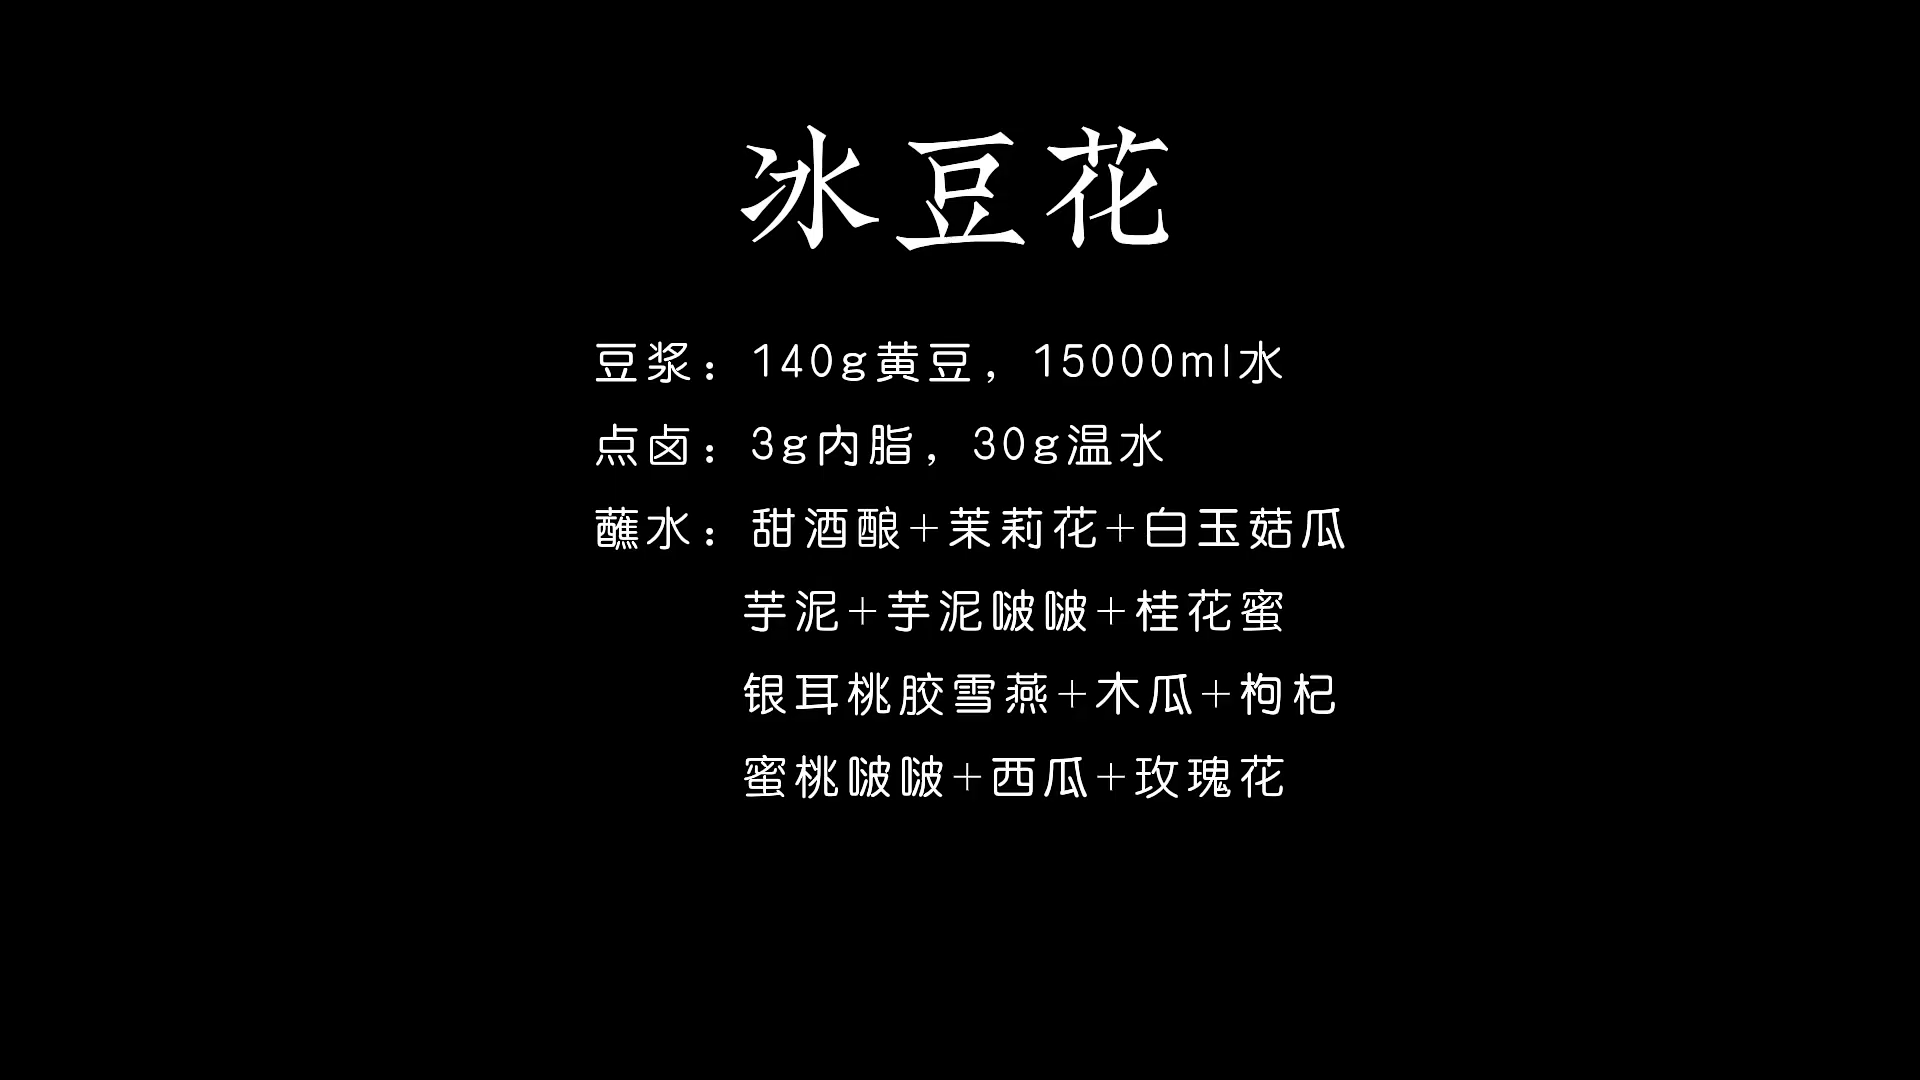 冰豆花
豆浆：140g黄豆，15000ml水
点卤：3g内脂，30g温水
蘸水：甜酒酿+茉莉花+白玉菇瓜
芋泥+芋泥啵啵+桂花蜜
银耳桃胶雪燕+木瓜+枸杞
蜜桃啵啵+西瓜+玫瑰花